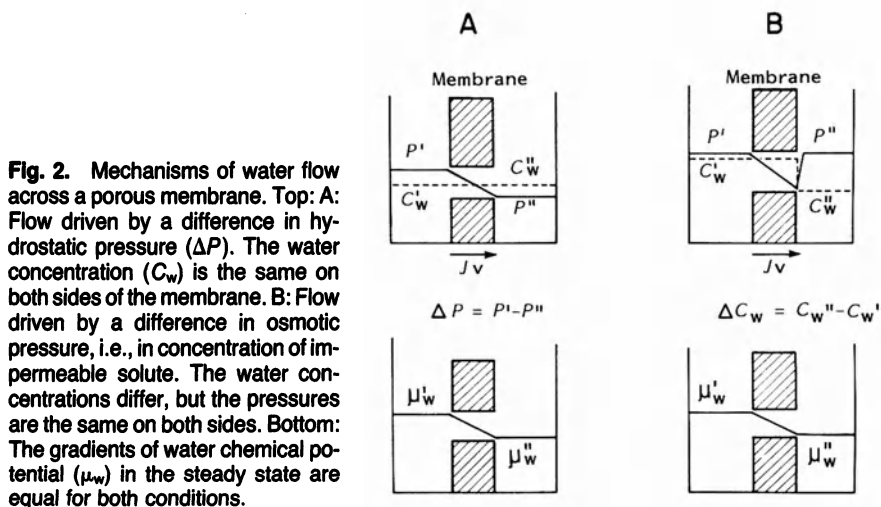 Fig. 2. Mechanisms of water flow
across a porous membrane. Top: A:
Flow driven by a difference in hy-
drostatic pressure (ΔP). The water
concentration (Cw) is the same on
both sides of the membrane. B: Flow
driven by a difference in osmotic
pressure, i.e., in concentration of im-
permeable solute. The water con-
centrations differ, but the pressures
are the same on both sides. Bottom:
The gradients of water chemical po-
tential (μw) in the steady state are
equal for both conditions.
A
Membrane
P'
C"w
C'w
P"
Jv
ΔP = P'-P"
μ'w
μ"w
B
Membrane
P'
P"
C'w
C"w
Jv
ΔCw = Cw"-Cw'
μ'w
μ"w